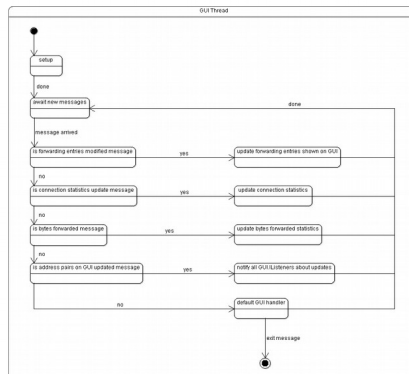 GUI Thread
setup
done
await new messages
done
message arrived
is forwarding entries modified message
yes
update forwarding entries shown on GUI
no
is connection statistics update message
yes
update connection statistics
no
is bytes forwarded message
yes
update bytes forwarded statistics
no
is address pairs on GUI updated message
yes
notify all GUI IListeners about updates
no
default GUI handler
exit message